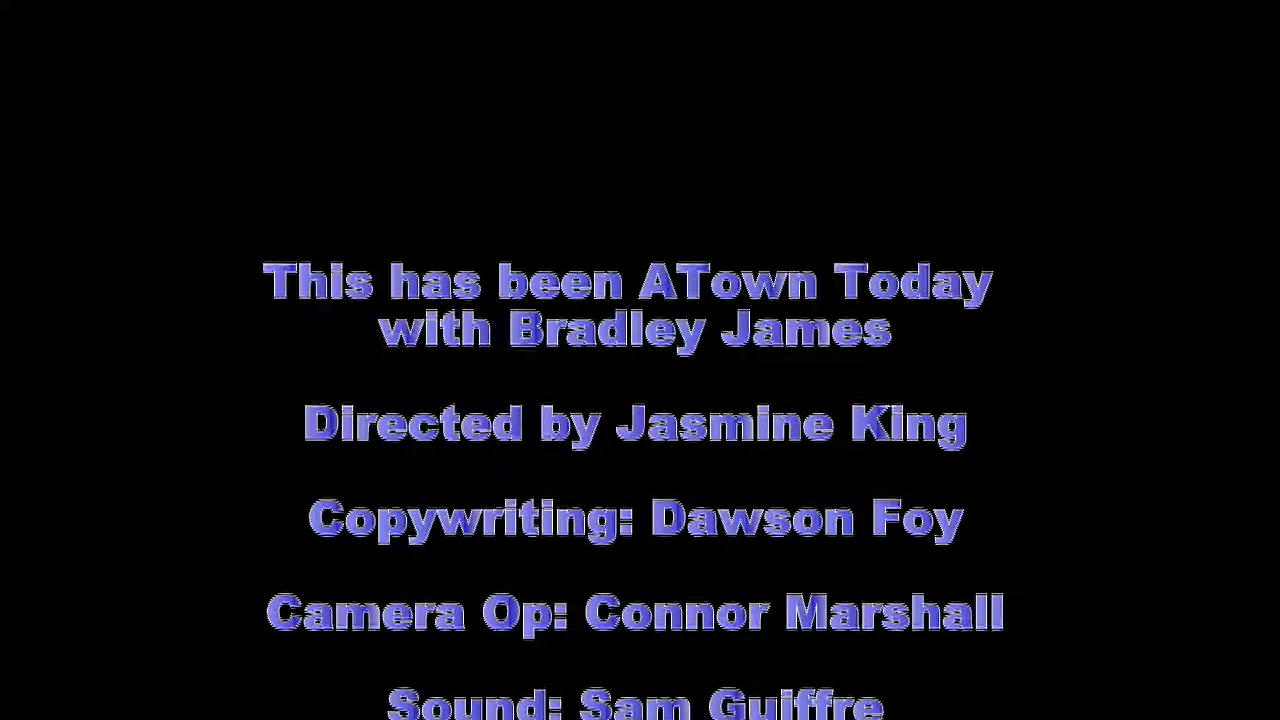 This has been ATown Today
with Bradley James
Directed by Jasmine King
Copywriting: Dawson Foy
Camera Op: Connor Marshall
Sound: Sam Guiffre